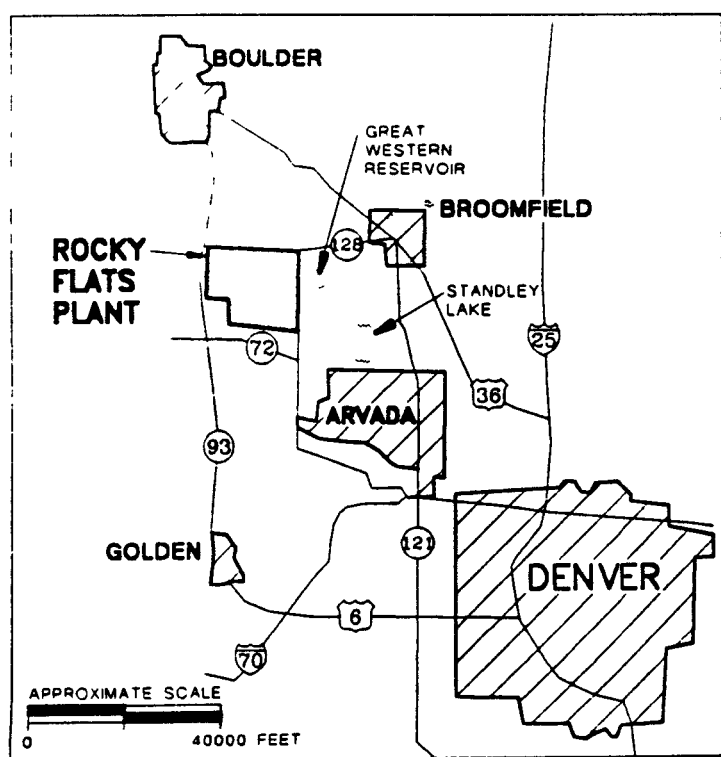 BOULDER
GREAT
WESTERN
RESERVOIR
BROOMFIELD
128
ROCKY
FLATS
PLANT
STANDLEY
LAKE
25
72
36
ARVADA
93
GOLDEN
121
DENVER
6
70
APPROXIMATE SCALE
0 40000 FEET